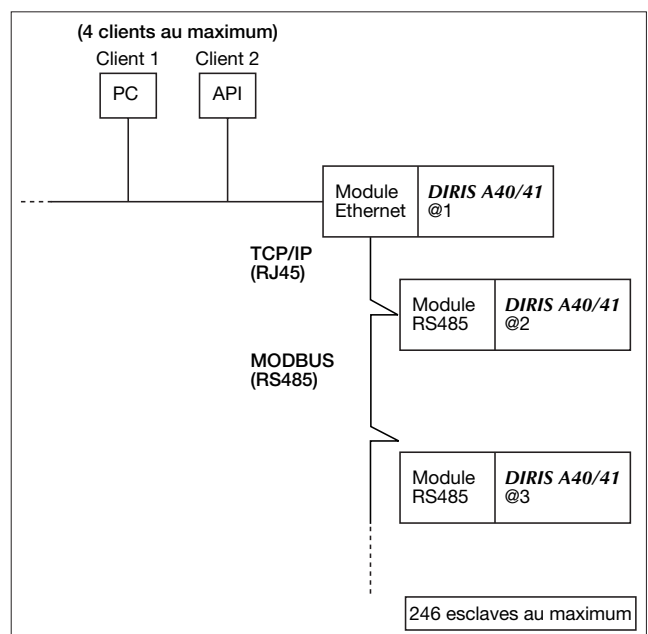 (4 clients au maximum)
Client 1
Client 2
PC
API
Module
Ethernet
DIRIS A40/41
@1
TCP/IP
(RJ45)
Module
RS485
DIRIS A40/41
@2
MODBUS
(RS485)
Module
RS485
DIRIS A40/41
@3
246 esclaves au maximum